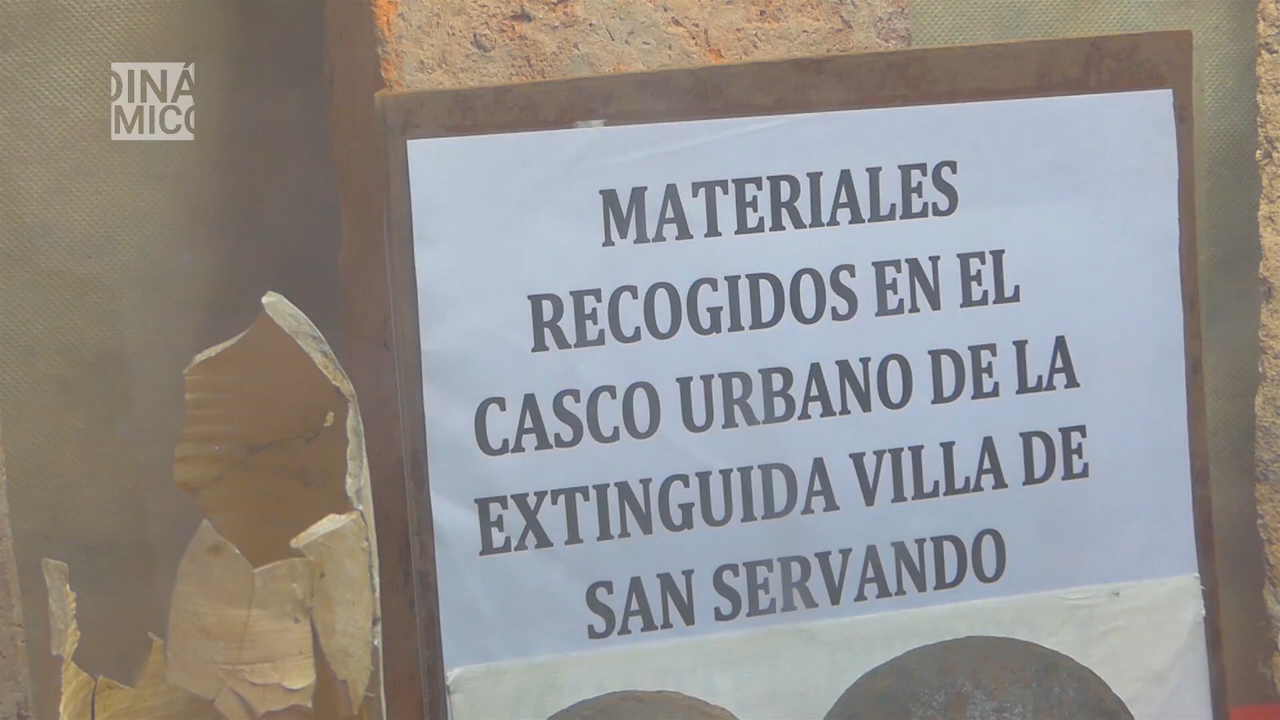 DINÁ
MICO
MATERIALES
RECOGIDOS EN EL
CASCO URBANO DE LA
EXTINGUIDA VILLA DE
SAN SERVANDO